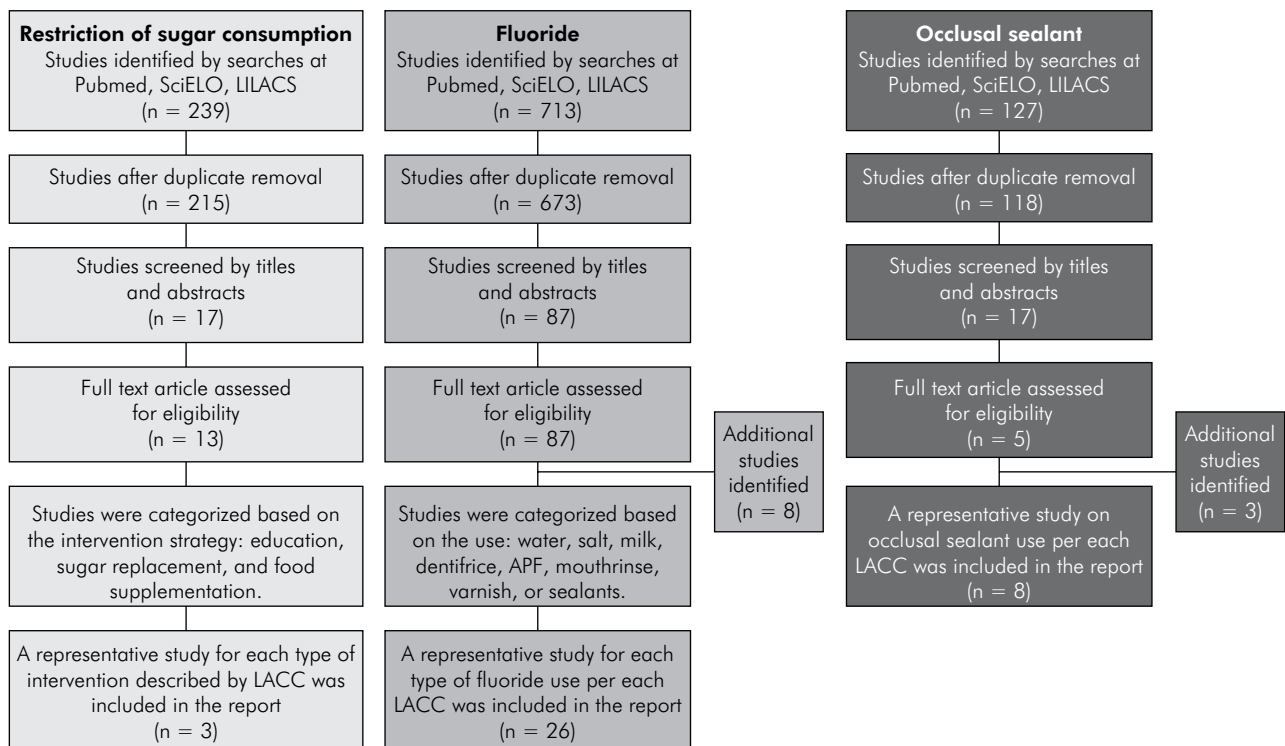 Restriction of sugar consumption
Studies identified by searches at
Pubmed, SciELO, LILACS
(n = 239)
Studies after duplicate removal
(n = 215)
Studies screened by titles
and abstracts
(n = 17)
Full text article assessed
for eligibility
(n = 13)
Studies were categorized based on
the intervention strategy: education,
sugar replacement, and food
supplementation.
A representative study for each type of
intervention described by LACC was
included in the report
(n = 3)
Fluoride
Studies identified by searches at
Pubmed, SciELO, LILACS
(n = 713)
Studies after duplicate removal
(n = 673)
Studies screened by titles
and abstracts
(n = 87)
Full text article assessed
for eligibility
(n = 87)
Additional
studies
identified
(n = 8)
Studies were categorized based
on the use: water, salt, milk,
dentifrice, APF, mouthrinse,
varnish, or sealants.
A representative study for each
type of fluoride use per each
LACC was included in the report
(n = 26)
Occlusal sealant
Studies identified by searches at
Pubmed, SciELO, LILACS
(n = 127)
Studies after duplicate removal
(n = 118)
Studies screened by titles
and abstracts
(n = 17)
Full text article assessed
for eligibility
(n = 5)
Additional
studies
identified
(n = 3)
A representative study on
occlusal sealant use per each
LACC was included in the report
(n = 8)